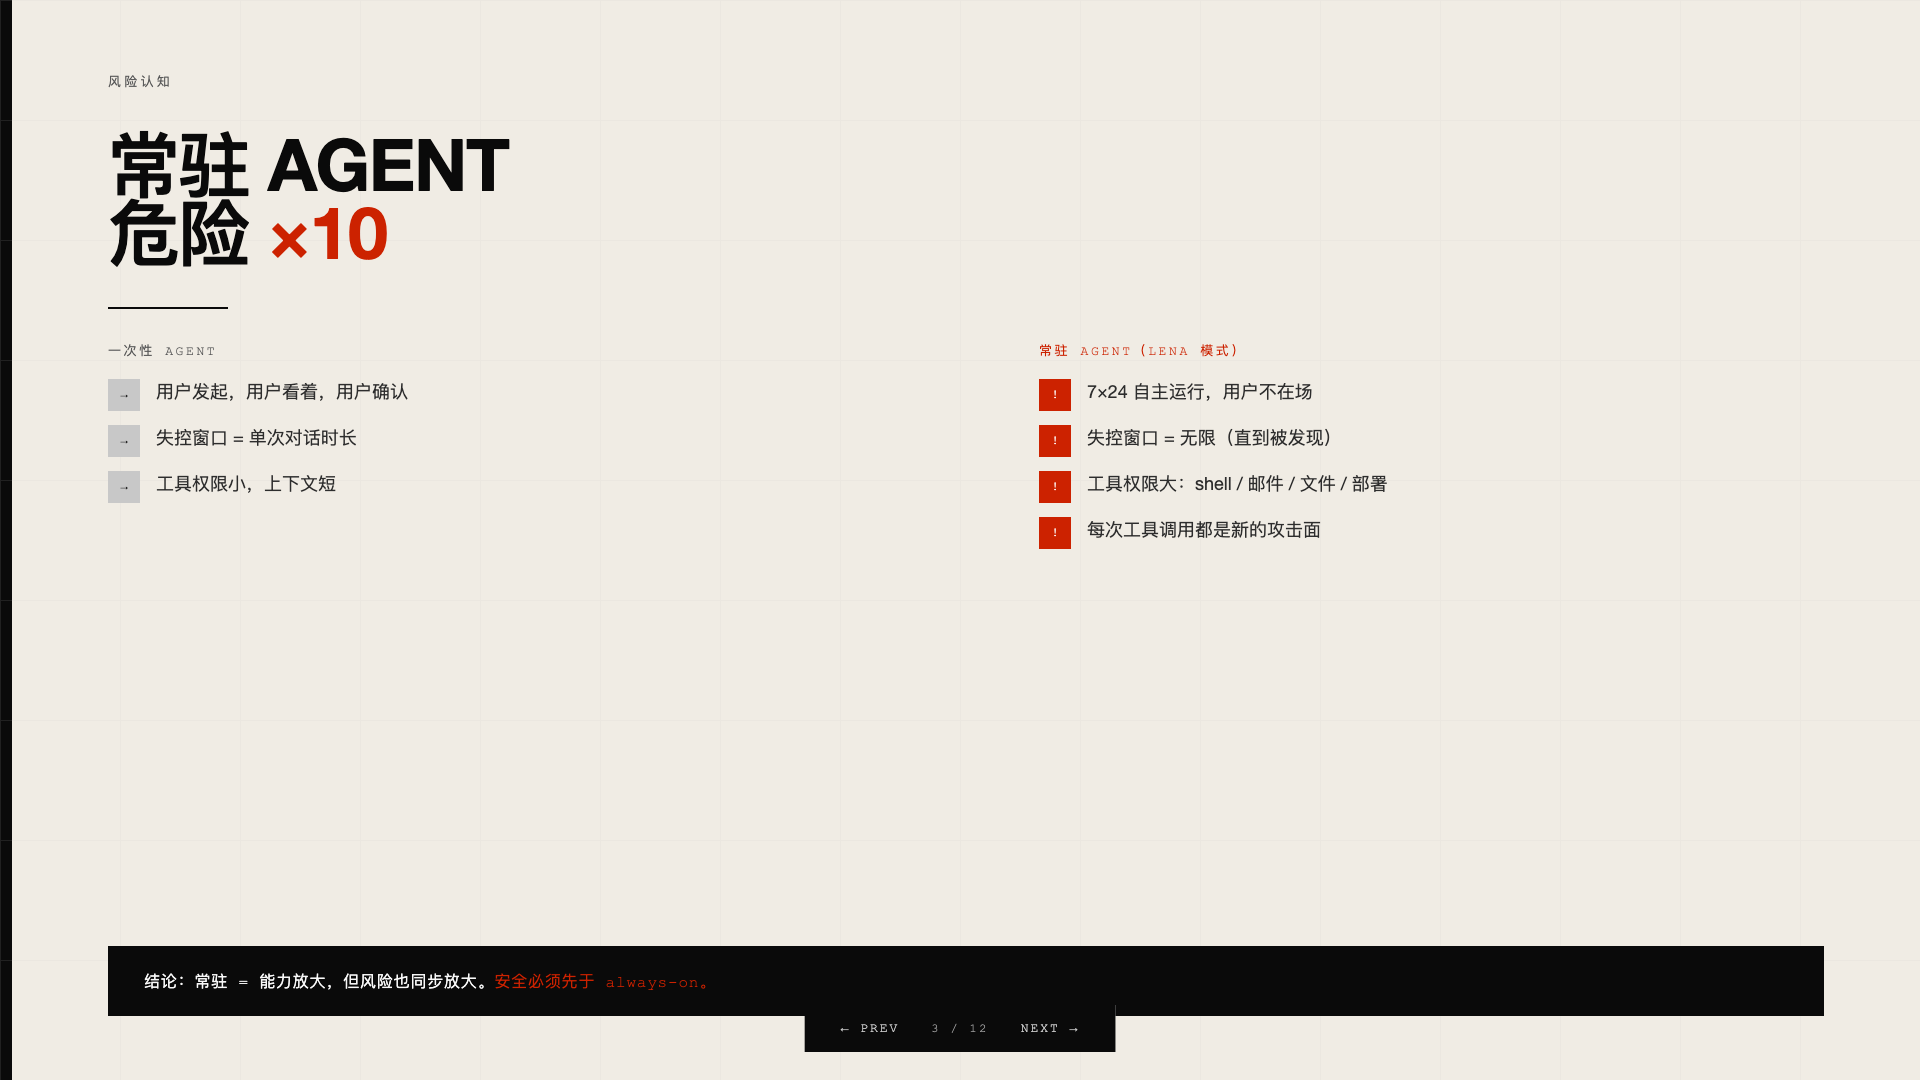 风险认知
常驻 AGENT
危险 ×10
一次性 AGENT
→ 用户发起，用户看着，用户确认
→ 失控窗口 = 单次对话时长
→ 工具权限小，上下文短
常驻 AGENT（LENA 模式）
! 7×24 自主运行，用户不在场
! 失控窗口 = 无限（直到被发现）
! 工具权限大：shell / 邮件 / 文件 / 部署
! 每次工具调用都是新的攻击面
结论：常驻 = 能力放大，但风险也同步放大。安全必须先于 always-on。
← PREV 3 / 12 NEXT →